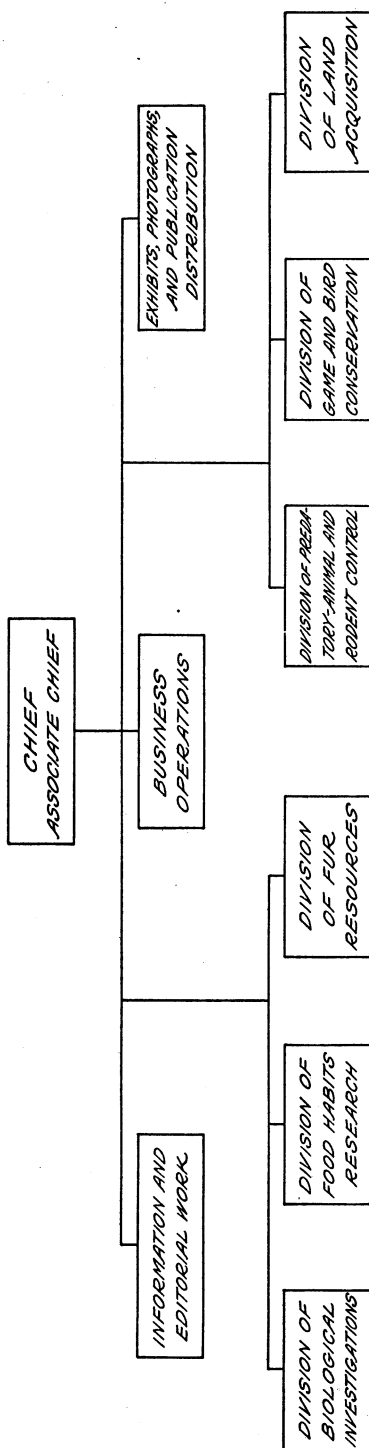 CHIEF
ASSOCIATE CHIEF
INFORMATION AND
EDITORIAL WORK
BUSINESS
OPERATIONS
EXHIBITS, PHOTOGRAPHS,
AND PUBLICATION
DISTRIBUTION
DIVISION OF
BIOLOGICAL
INVESTIGATIONS
DIVISION OF
FOOD HABITS
RESEARCH
DIVISION
OF FUR
RESOURCES
DIVISION OF PREDA-
TORY-ANIMAL AND
RODENT CONTROL
DIVISION OF
GAME AND BIRD
CONSERVATION
DIVISION
OF LAND
ACQUISITION